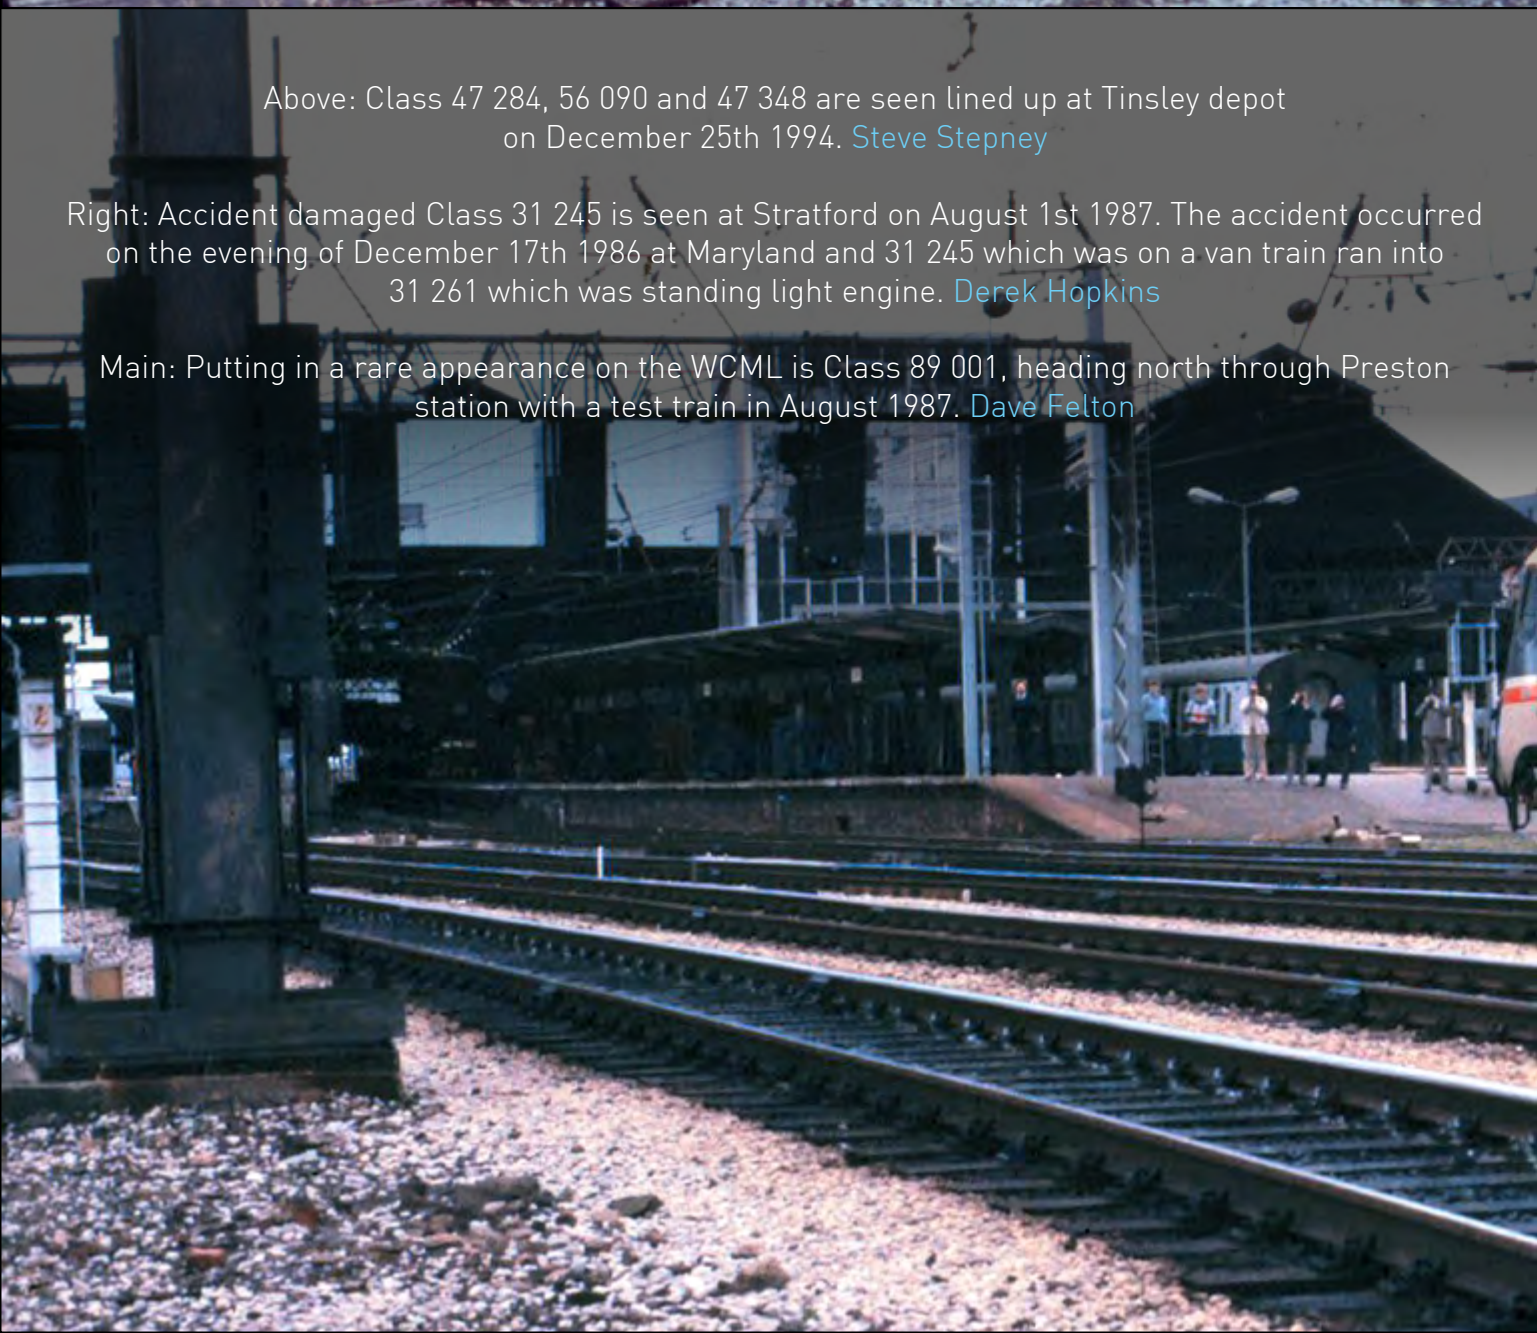 Above: Class 47 284, 56 090 and 47 348 are seen lined up at Tinsley depot
on December 25th 1994. Steve Stepney
Right: Accident damaged Class 31 245 is seen at Stratford on August 1st 1987. The accident occurred
on the evening of December 17th 1986 at Maryland and 31 245 which was on a van train ran into
31 261 which was standing light engine. Derek Hopkins
Main: Putting in a rare appearance on the WCML is Class 89 001, heading north through Preston
station with a test train in August 1987. Dave Felton